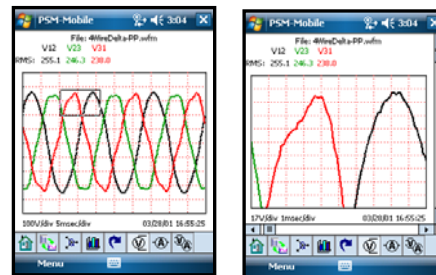 PSM-Mobile 3:04
File: 4WireDelta-PP.wfm
V12 V23 V31
RMS: 255.1 246.3 238.0
100V/div 5msec/div 03/28/01 16:55:25
Menu
PSM-Mobile 3:04
File: 4WireDelta-PP.wfm
V12 V23 V31
RMS: 255.1 246.3 238.0
17V/div 1msec/div 03/28/01 16:55:25
Menu